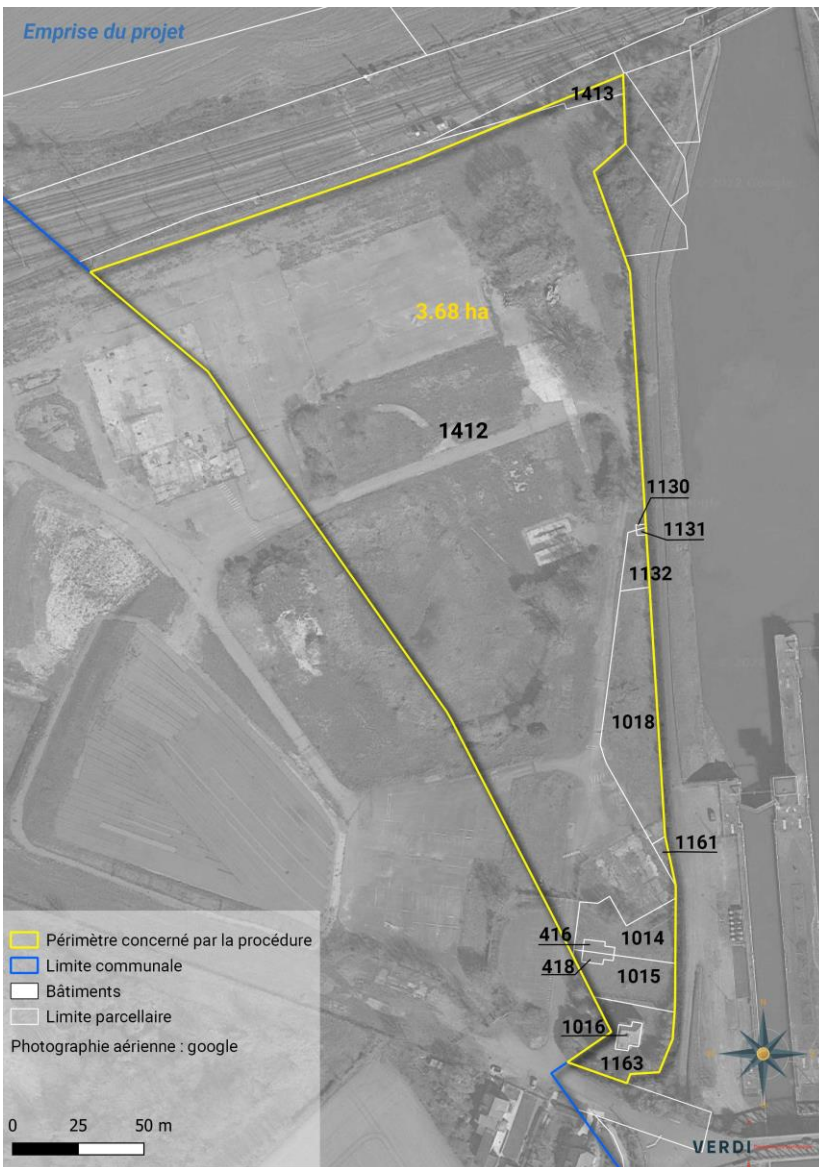 Emprise du projet
1413
3.68 ha
1412
1130
1131
1132
1018
1161
416
1014
418
1015
1016
1163
Périmètre concerné par la procédure
Limite communale
Bâtiments
Limite parcellaire
Photographie aérienne : google
0 25 50 m
VERDI